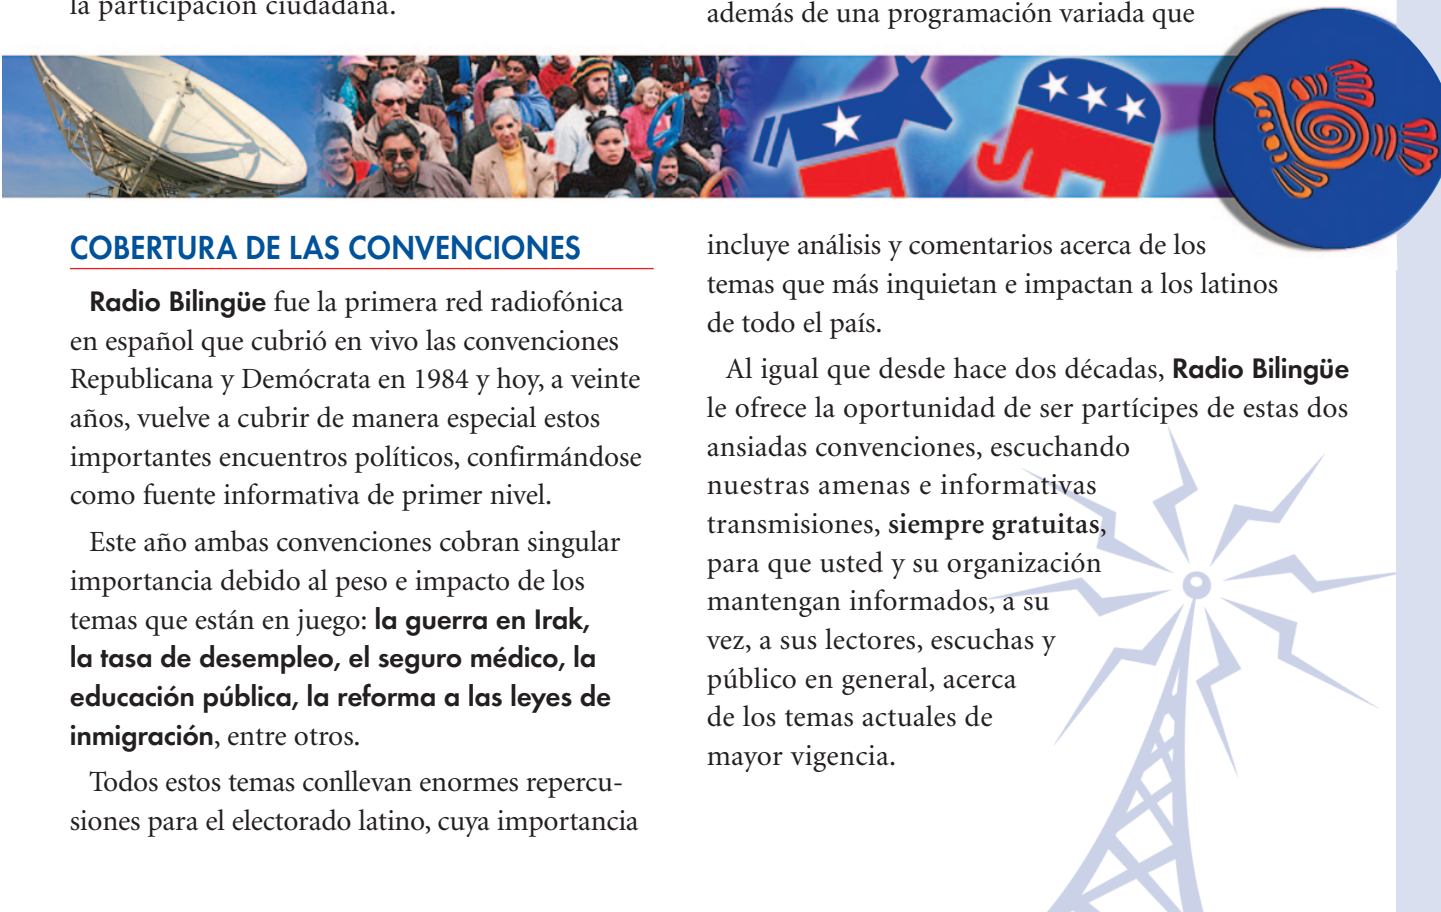 la participación ciudadana.
además de una programación variada que
COBERTURA DE LAS CONVENCIONES
Radio Bilingüe fue la primera red radiofónica
en español que cubrió en vivo las convenciones
Republicana y Demócrata en 1984 y hoy, a veinte
años, vuelve a cubrir de manera especial estos
importantes encuentros políticos, confirmándose
como fuente informativa de primer nivel.
Este año ambas convenciones cobran singular
importancia debido al peso e impacto de los
temas que están en juego: la guerra en Irak,
la tasa de desempleo, el seguro médico, la
educación pública, la reforma a las leyes de
inmigración, entre otros.
Todos estos temas conllevan enormes repercu-
siones para el electorado latino, cuya importancia
incluye análisis y comentarios acerca de los
temas que más inquietan e impactan a los latinos
de todo el país.
Al igual que desde hace dos décadas, Radio Bilingüe
le ofrece la oportunidad de ser partícipes de estas dos
ansiadas convenciones, escuchando
nuestras amenas e informativas
transmisiones, siempre gratuitas,
para que usted y su organización
mantengan informados, a su
vez, a sus lectores, escuchas y
público en general, acerca
de los temas actuales de
mayor vigencia.